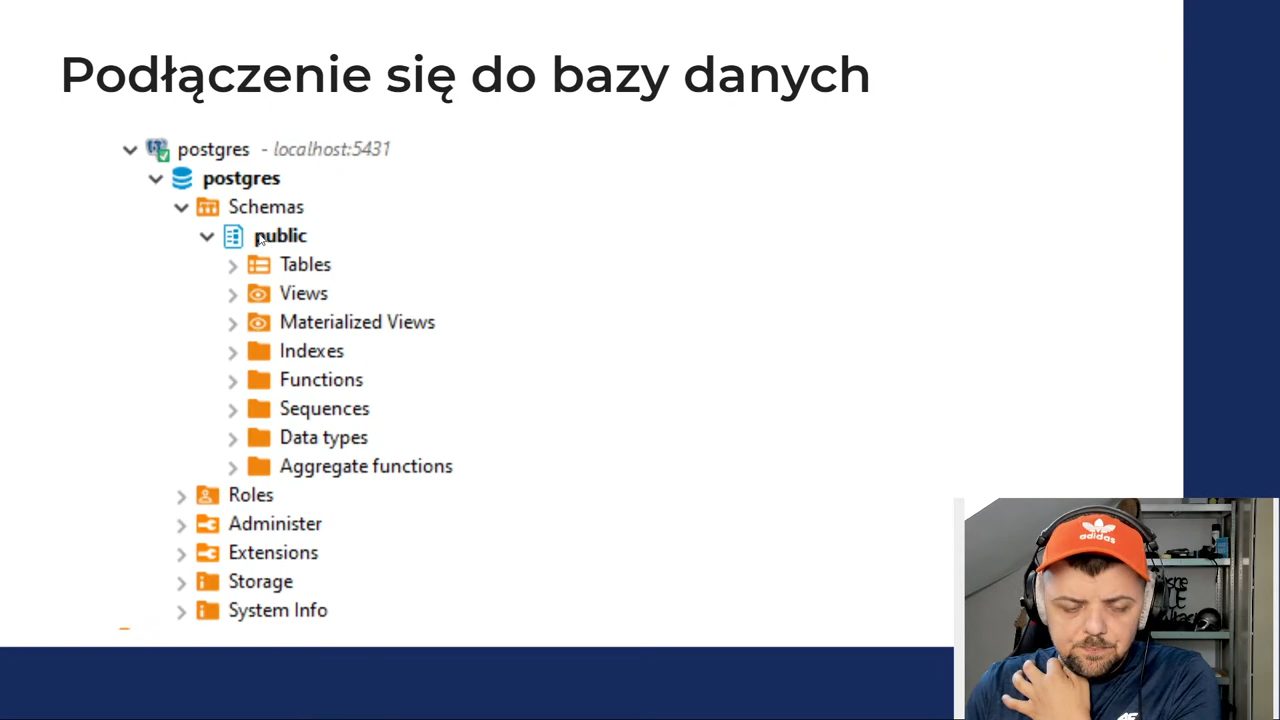 Podłączenie się do bazy danych
postgres - localhost:5431
postgres
Schemas
public
Tables
Views
Materialized Views
Indexes
Functions
Sequences
Data types
Aggregate functions
Roles
Administer
Extensions
Storage
System Info
adidas